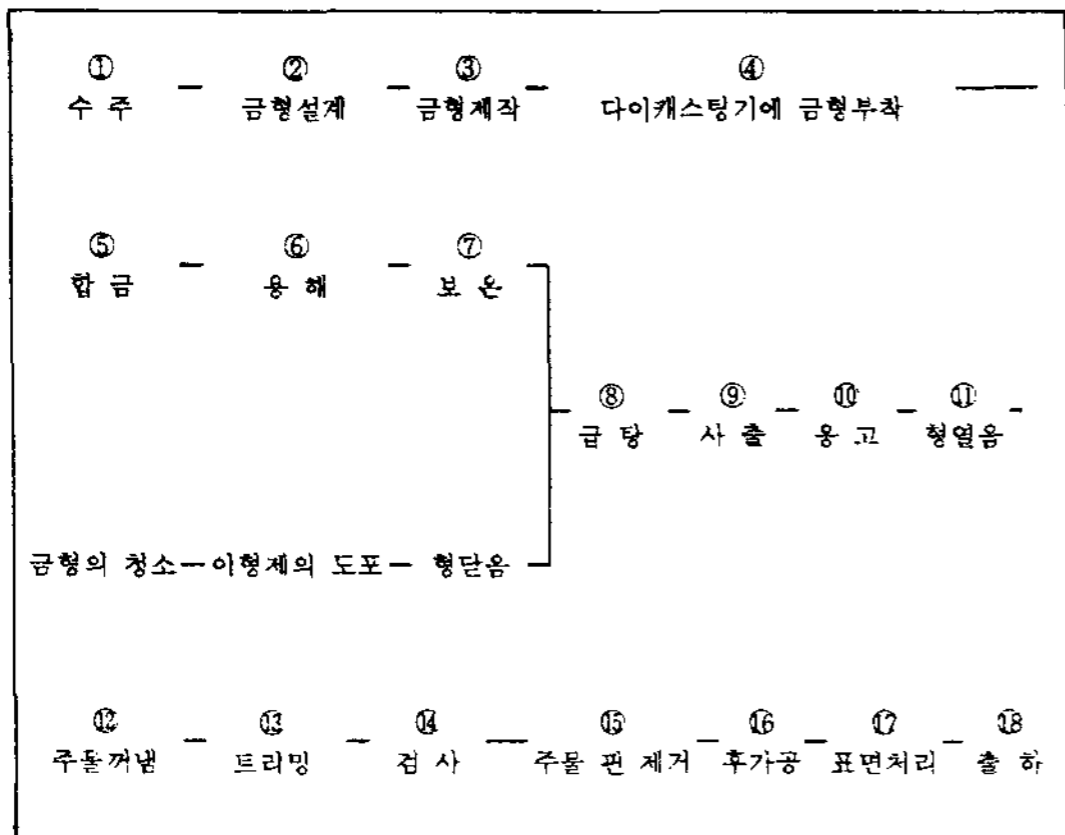 ① ② ③ ④
수 주 — 금형설계 — 금형제작 — 다이캐스팅기에 금형부착 —
⑤ ⑥ ⑦
합 금 — 용 해 — 보 온
⑧ ⑨ ⑩ ⑪
급 탕 — 사 출 — 응 고 — 형열음 —
금형의 청소 — 이형제의 도포 — 형닫음
⑫ ⑬ ⑭ ⑮ ⑯ ⑰ ⑱
주물꺼냄 — 트리밍 — 검 사 — 주물 핀 제거 — 후가공 — 표면처리 — 출 하